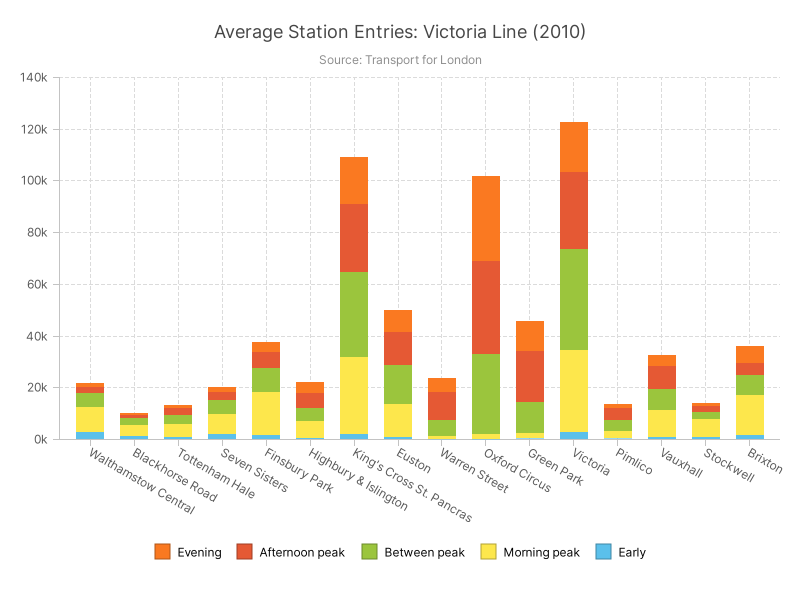 Average Station Entries: Victoria Line (2010)
Source: Transport for London
140k
120k
100k
80k
60k
40k
20k
0k
Walthamstow Central
Blackhorse Road
Tottenham Hale
Seven Sisters
Finsbury Park
Highbury & Islington
King's Cross St. Pancras
Euston
Warren Street
Oxford Circus
Green Park
Victoria
Pimlico
Vauxhall
Stockwell
Brixton
Evening Afternoon peak Between peak Morning peak Early